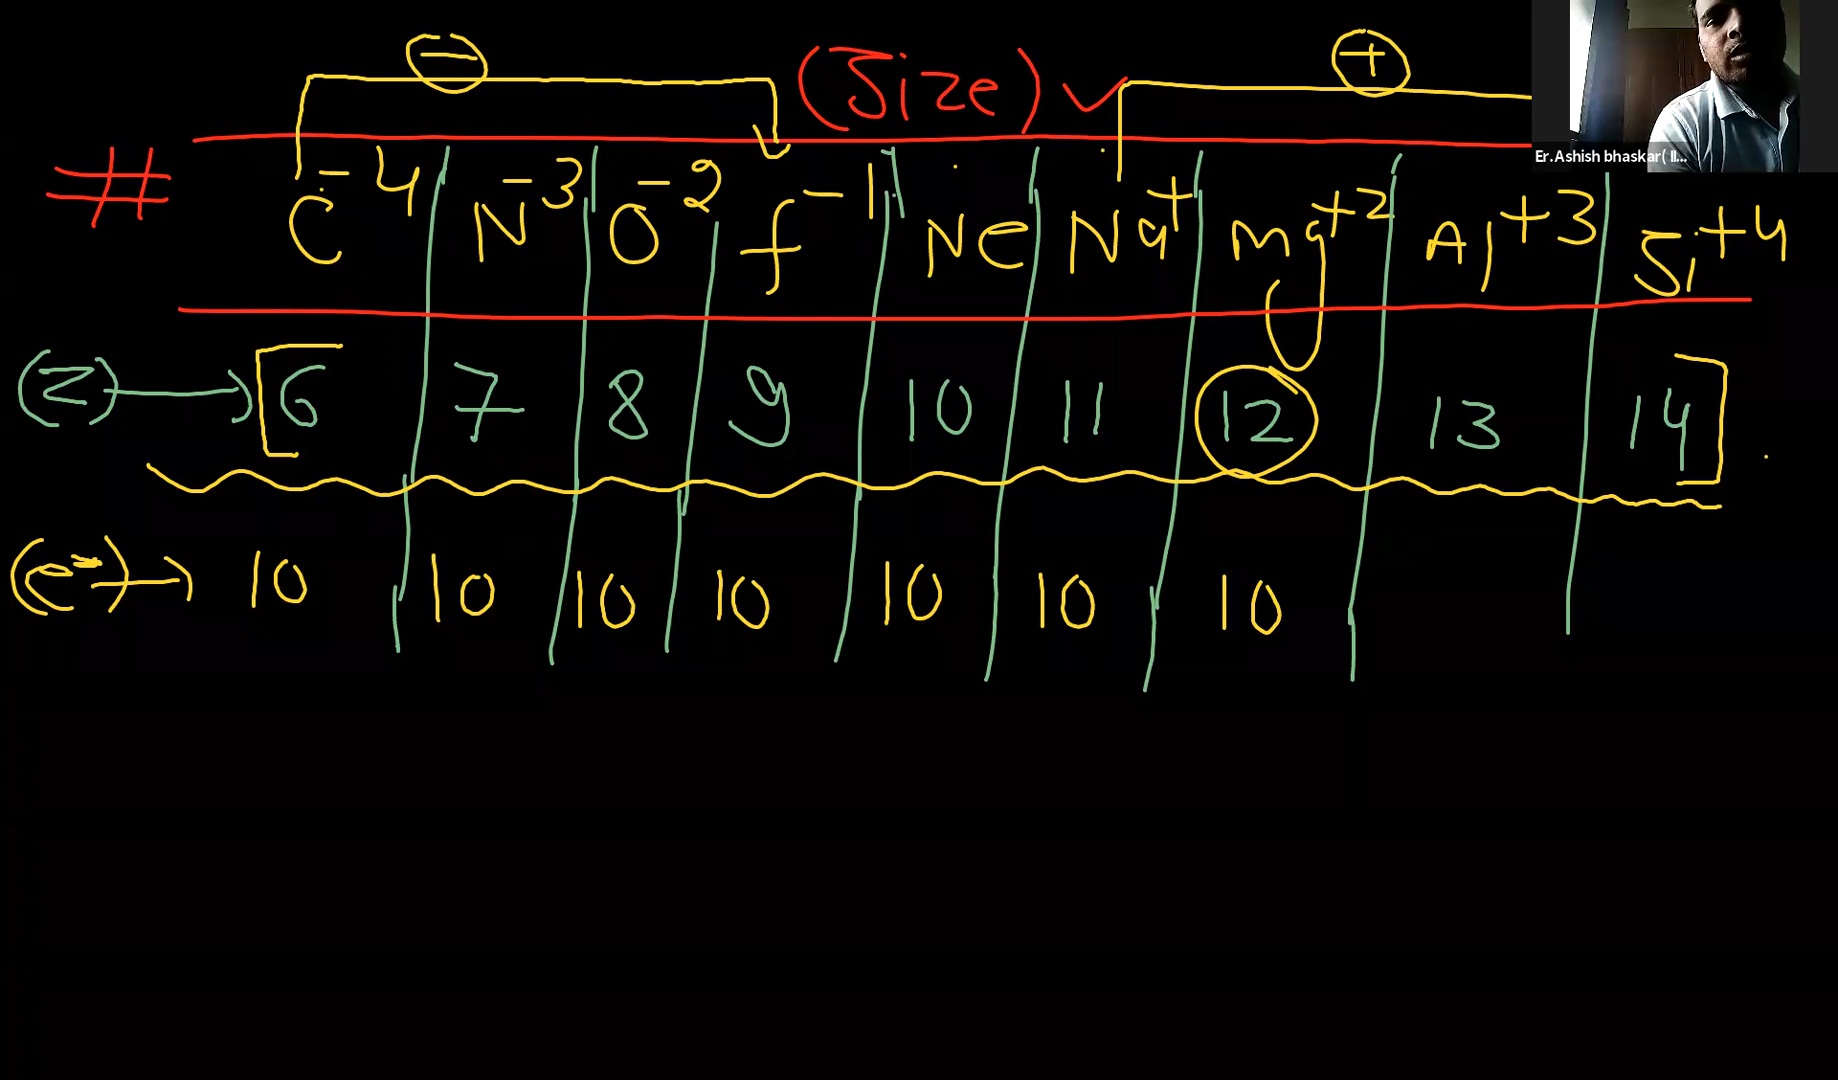 − (Size) ✓ +
Er.Ashish bhaskar( II...
# C⁻⁴ N⁻³ O⁻² f⁻¹ Ne Na⁺ Mg⁺² Al⁺³ Si⁺⁴
(Z) → [6 7 8 9 10 11 12 13 14]
(e⁻) → 10 10 10 10 10 10 10